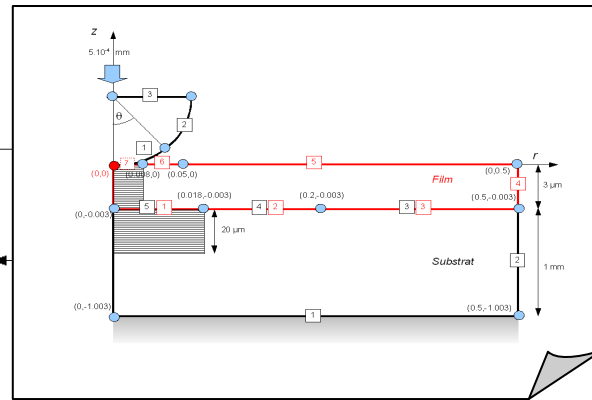 z
5.10⁻⁴ mm
3
θ
2
1
7
6
5
r
(0,0)
(0.008,0)
(0.05,0)
(0,0 5)
Film
4
3 µm
(0,-0.003)
5
1
(0.018,-0.003)
4
2
(0.2,-0.003)
3
3
(0.5,-0.003)
20 µm
Substrat
2
1 mm
(0,-1.003)
1
(0.5,-1.003)